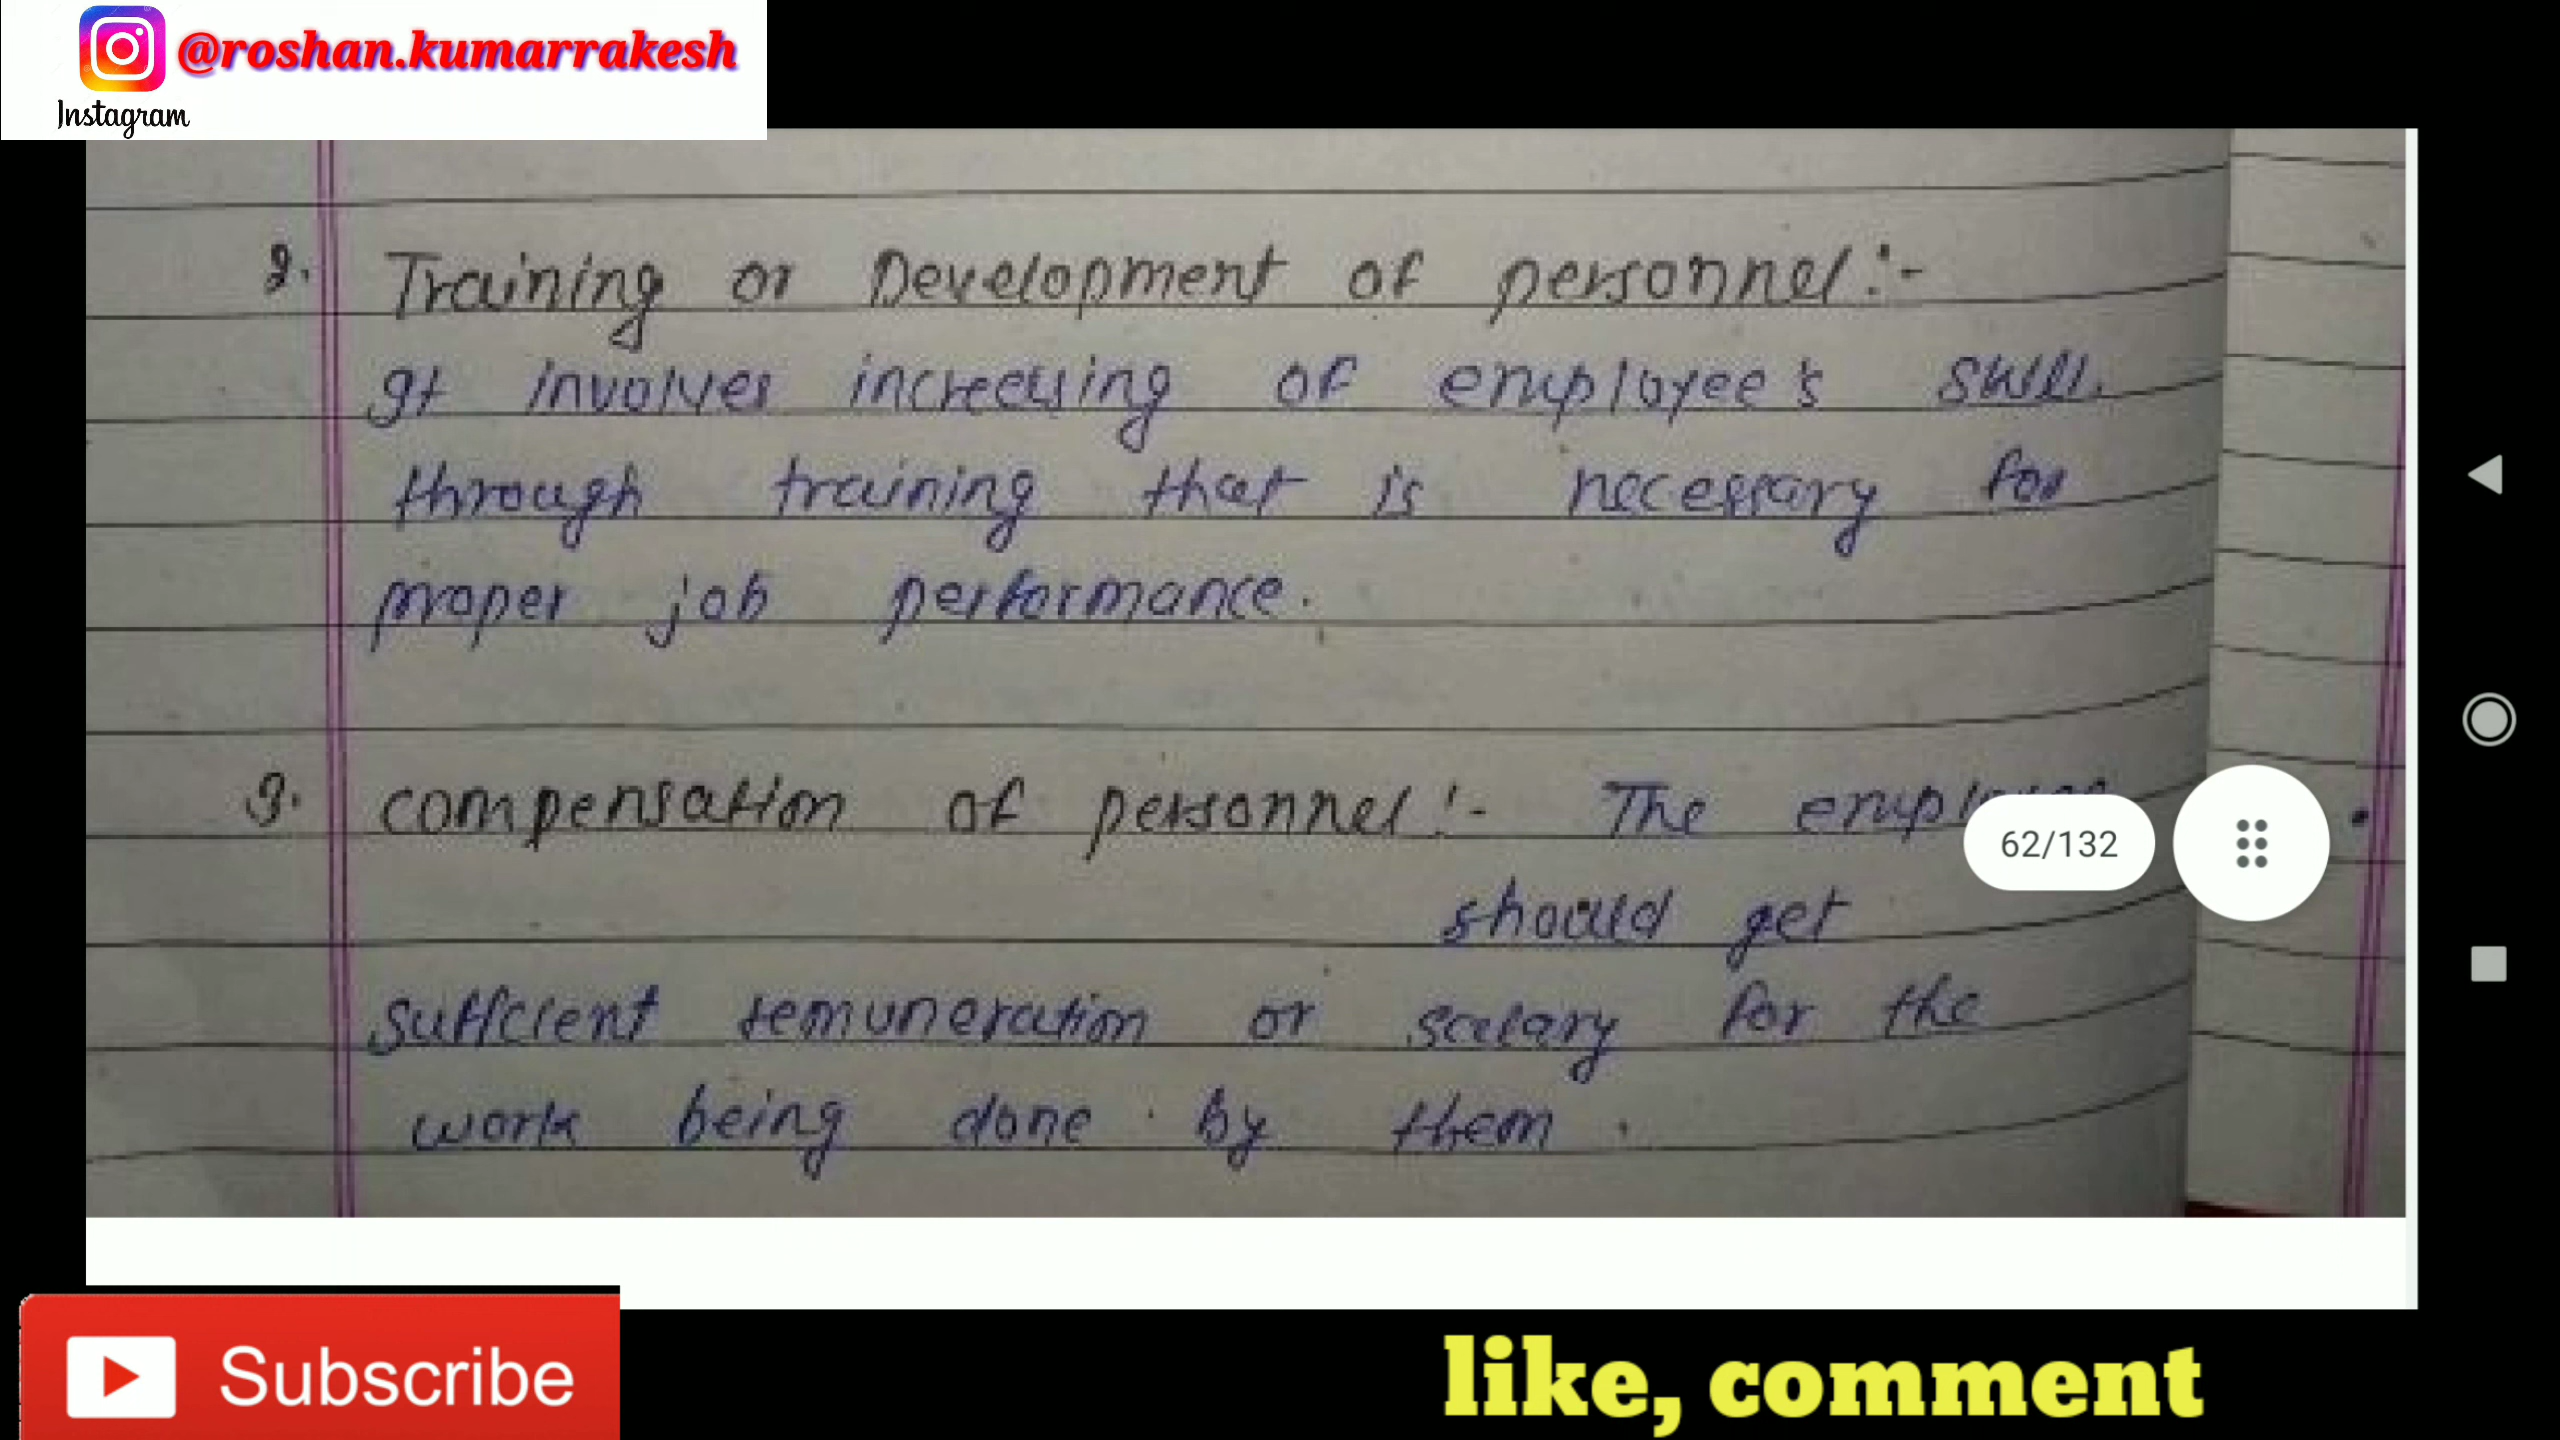 @roshan.kumarrakesh
Instagram
8. Training or Development of personnel :-
It involves increasing of employee's skill.
through training that is necessary for
proper job performance.
9. compensation of personnel :- The
should get
sufficient remuneration or salary for the
work being done by them.
62/132
Subscribe
like, comment